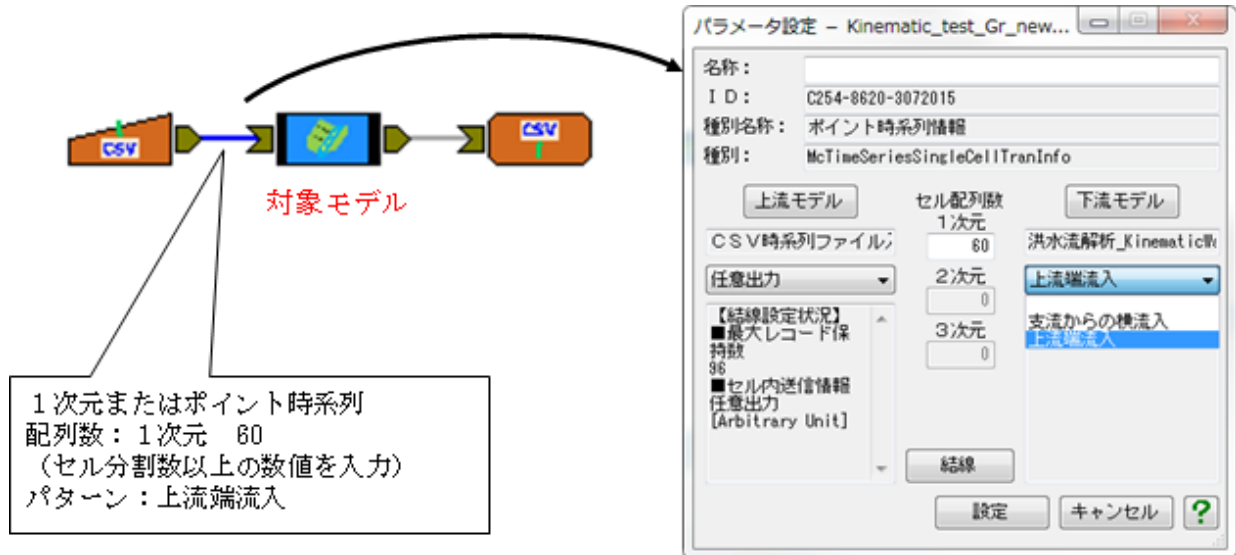 CSV
CSV
対象モデル
１次元またはポイント時系列
配列数：１次元　60
（セル分割数以上の数値を入力）
パターン：上流端流入
パラメータ設定 － Kinematic_test_Gr_new...
名称：
ＩＤ： C254-8620-3072015
種別名称： ポイント時系列情報
種別： McTimeSeriesSingleCellTranInfo
上流モデル セル配列数 下流モデル
１次元
ＣＳＶ時系列ファイル 60 洪水流解析_Kinematic
任意出力 ２次元 上流端流入
0
【結線設定状況】
■最大レコード保
持数
96
■セル内送信情報
任意出力
[Arbitrary Unit]
３次元
0
支流からの横流入
上流端流入
結線
設定 キャンセル ?